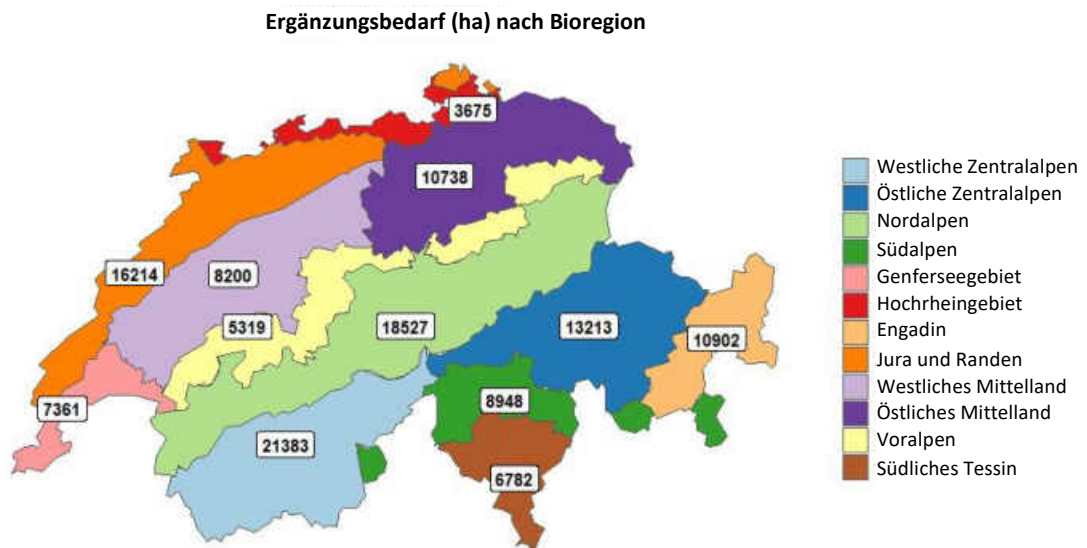 Ergänzungsbedarf (ha) nach Bioregion
3675
10738
16214
8200
5319
18527
13213
10902
7361
8948
21383
6782
Westliche Zentralalpen
Östliche Zentralalpen
Nordalpen
Südalpen
Genferseegebiet
Hochrheingebiet
Engadin
Jura und Randen
Westliches Mittelland
Östliches Mittelland
Voralpen
Südliches Tessin